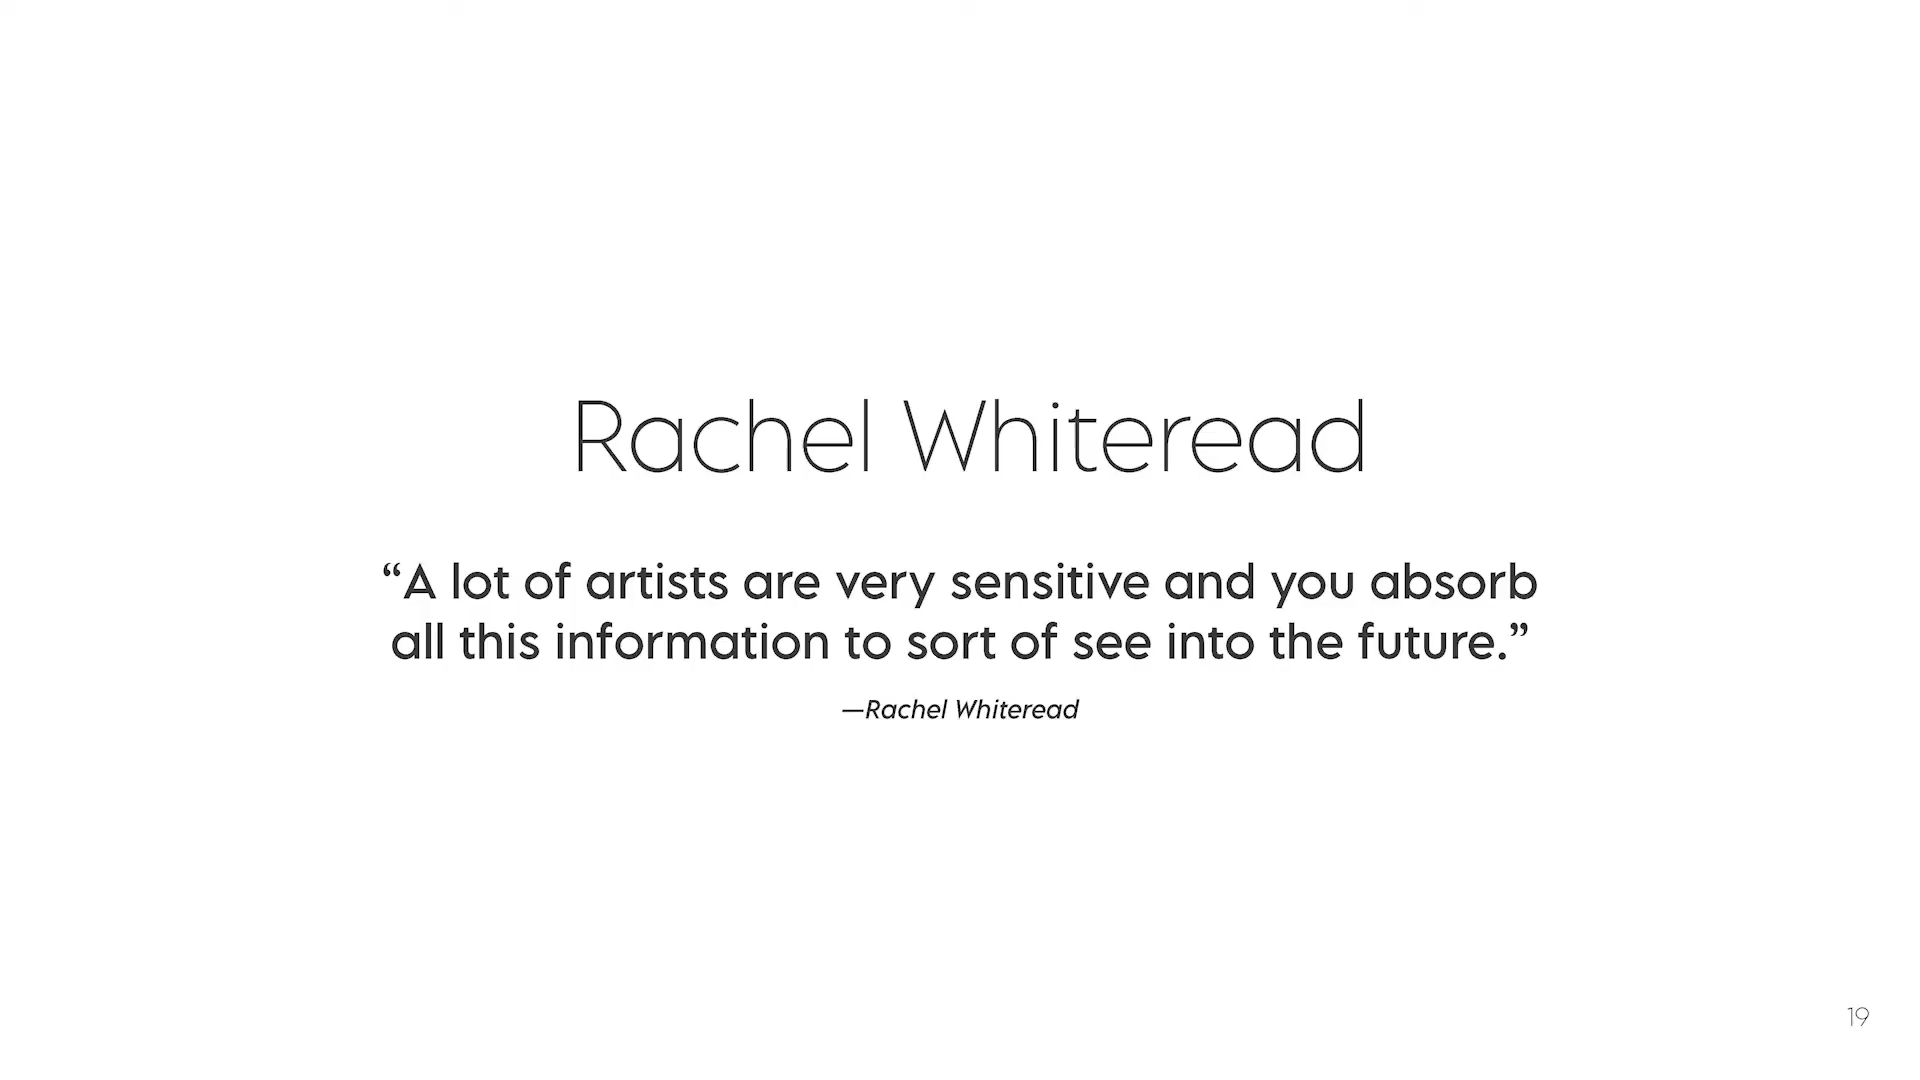 Rachel Whiteread
“A lot of artists are very sensitive and you absorb
all this information to sort of see into the future.”
—Rachel Whiteread
19